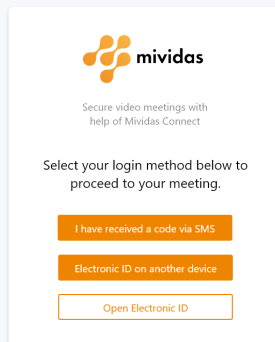 mividas
Secure video meetings with
help of Mividas Connect
Select your login method below to
proceed to your meeting.
I have received a code via SMS
Electronic ID on another device
Open Electronic ID